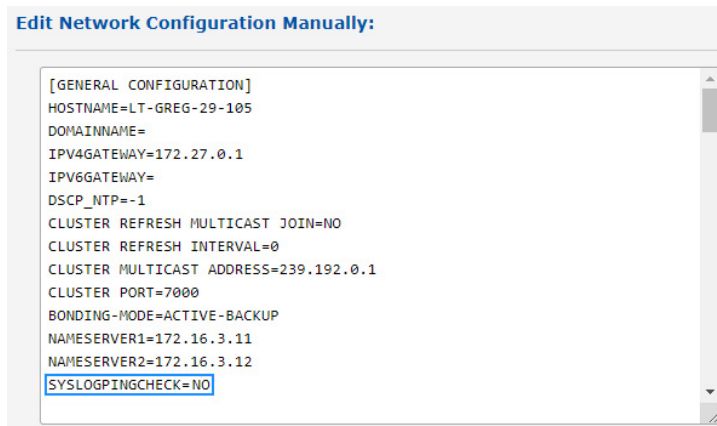 Edit Network Configuration Manually:
[GENERAL CONFIGURATION]
HOSTNAME=LT-GREG-29-105
DOMAINNAME=
IPV4GATEWAY=172.27.0.1
IPV6GATEWAY=
DSCP_NTP=-1
CLUSTER REFRESH MULTICAST JOIN=NO
CLUSTER REFRESH INTERVAL=0
CLUSTER MULTICAST ADDRESS=239.192.0.1
CLUSTER PORT=7000
BONDING-MODE=ACTIVE-BACKUP
NAMESERVER1=172.16.3.11
NAMESERVER2=172.16.3.12
SYSLOGPINGCHECK=NO